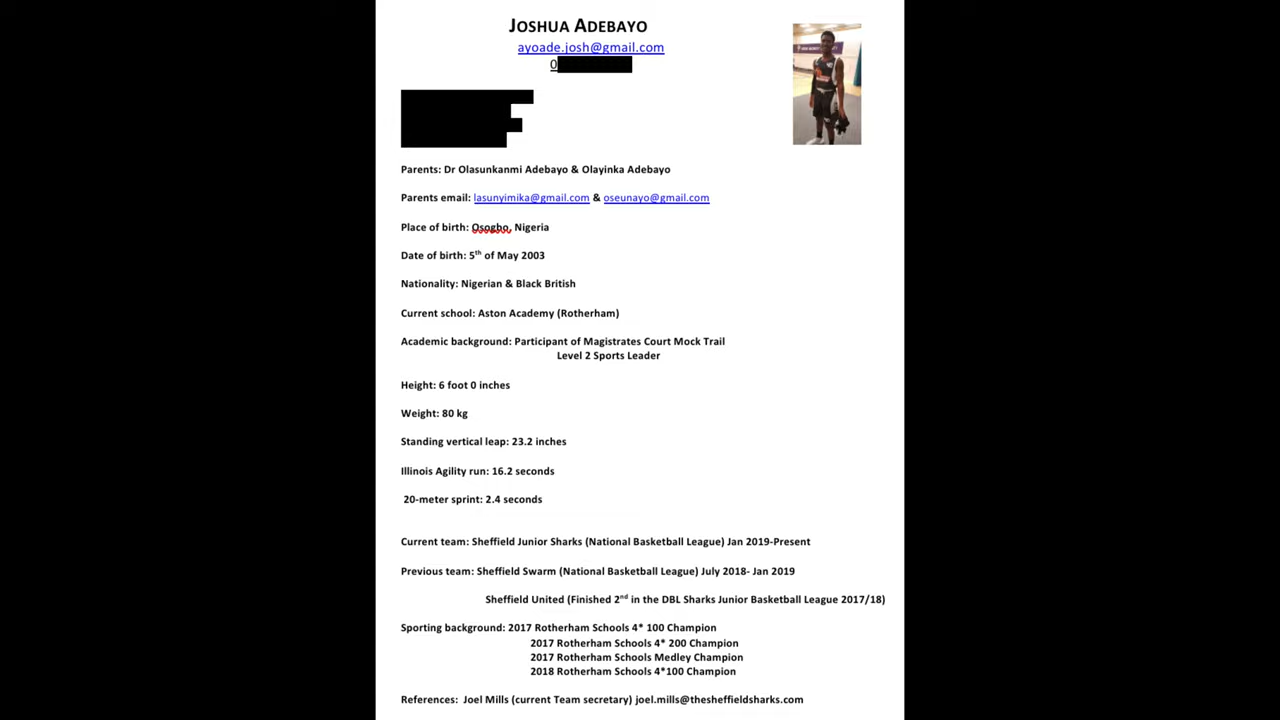 JOSHUA ADEBAYO
ayoade.josh@gmail.com
0
Parents: Dr Olasunkanmi Adebayo & Olayinka Adebayo
Parents email: lasunyimika@gmail.com & oseunayo@gmail.com
Place of birth: Osogbo, Nigeria
Date of birth: 5th of May 2003
Nationality: Nigerian & Black British
Current school: Aston Academy (Rotherham)
Academic background: Participant of Magistrates Court Mock Trail
Level 2 Sports Leader
Height: 6 foot 0 inches
Weight: 80 kg
Standing vertical leap: 23.2 inches
Illinois Agility run: 16.2 seconds
20-meter sprint: 2.4 seconds
Current team: Sheffield Junior Sharks (National Basketball League) Jan 2019-Present
Previous team: Sheffield Swarm (National Basketball League) July 2018- Jan 2019
Sheffield United (Finished 2nd in the DBL Sharks Junior Basketball League 2017/18)
Sporting background: 2017 Rotherham Schools 4* 100 Champion
2017 Rotherham Schools 4* 200 Champion
2017 Rotherham Schools Medley Champion
2018 Rotherham Schools 4*100 Champion
References:  Joel Mills (current Team secretary) joel.mills@thesheffieldsharks.com